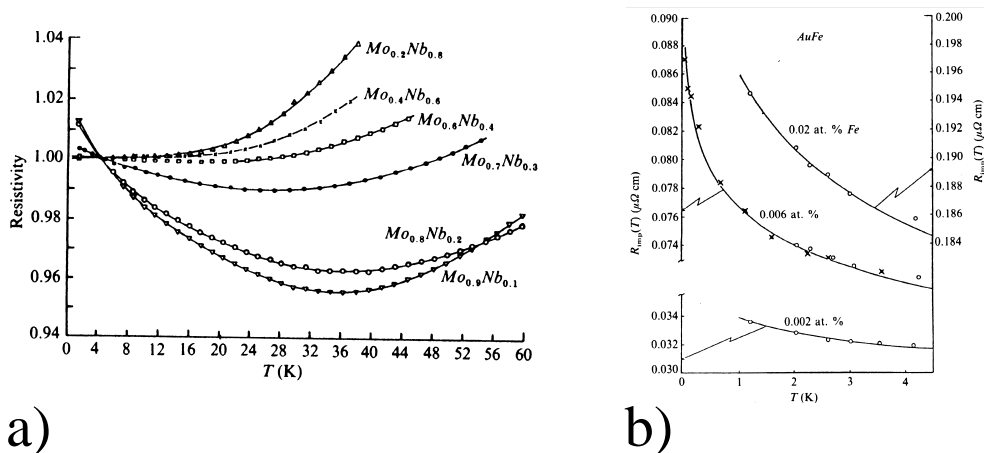 1.04
1.02
1.00
0.98
0.96
0.94
Resistivity
0 4 8 12 16 20 24 28 32 36 40 44 48 52 56 60
T (K)
Mo0.2Nb0.8
Mo0.4Nb0.6
Mo0.6Nb0.4
Mo0.7Nb0.3
Mo0.8Nb0.2
Mo0.9Nb0.1
a)
0.090
0.088
0.086
0.084
0.082
0.080
0.078
0.076
0.074
0.034
0.032
0.030
Rimp(T) (μΩ cm)
AuFe
0.02 at. % Fe
0.006 at. %
0.002 at. %
0.200
0.198
0.196
0.194
0.192
0.190
0.188
0.186
0.184
Rimp(T) (μΩ cm)
0 1 2 3 4
T (K)
b)